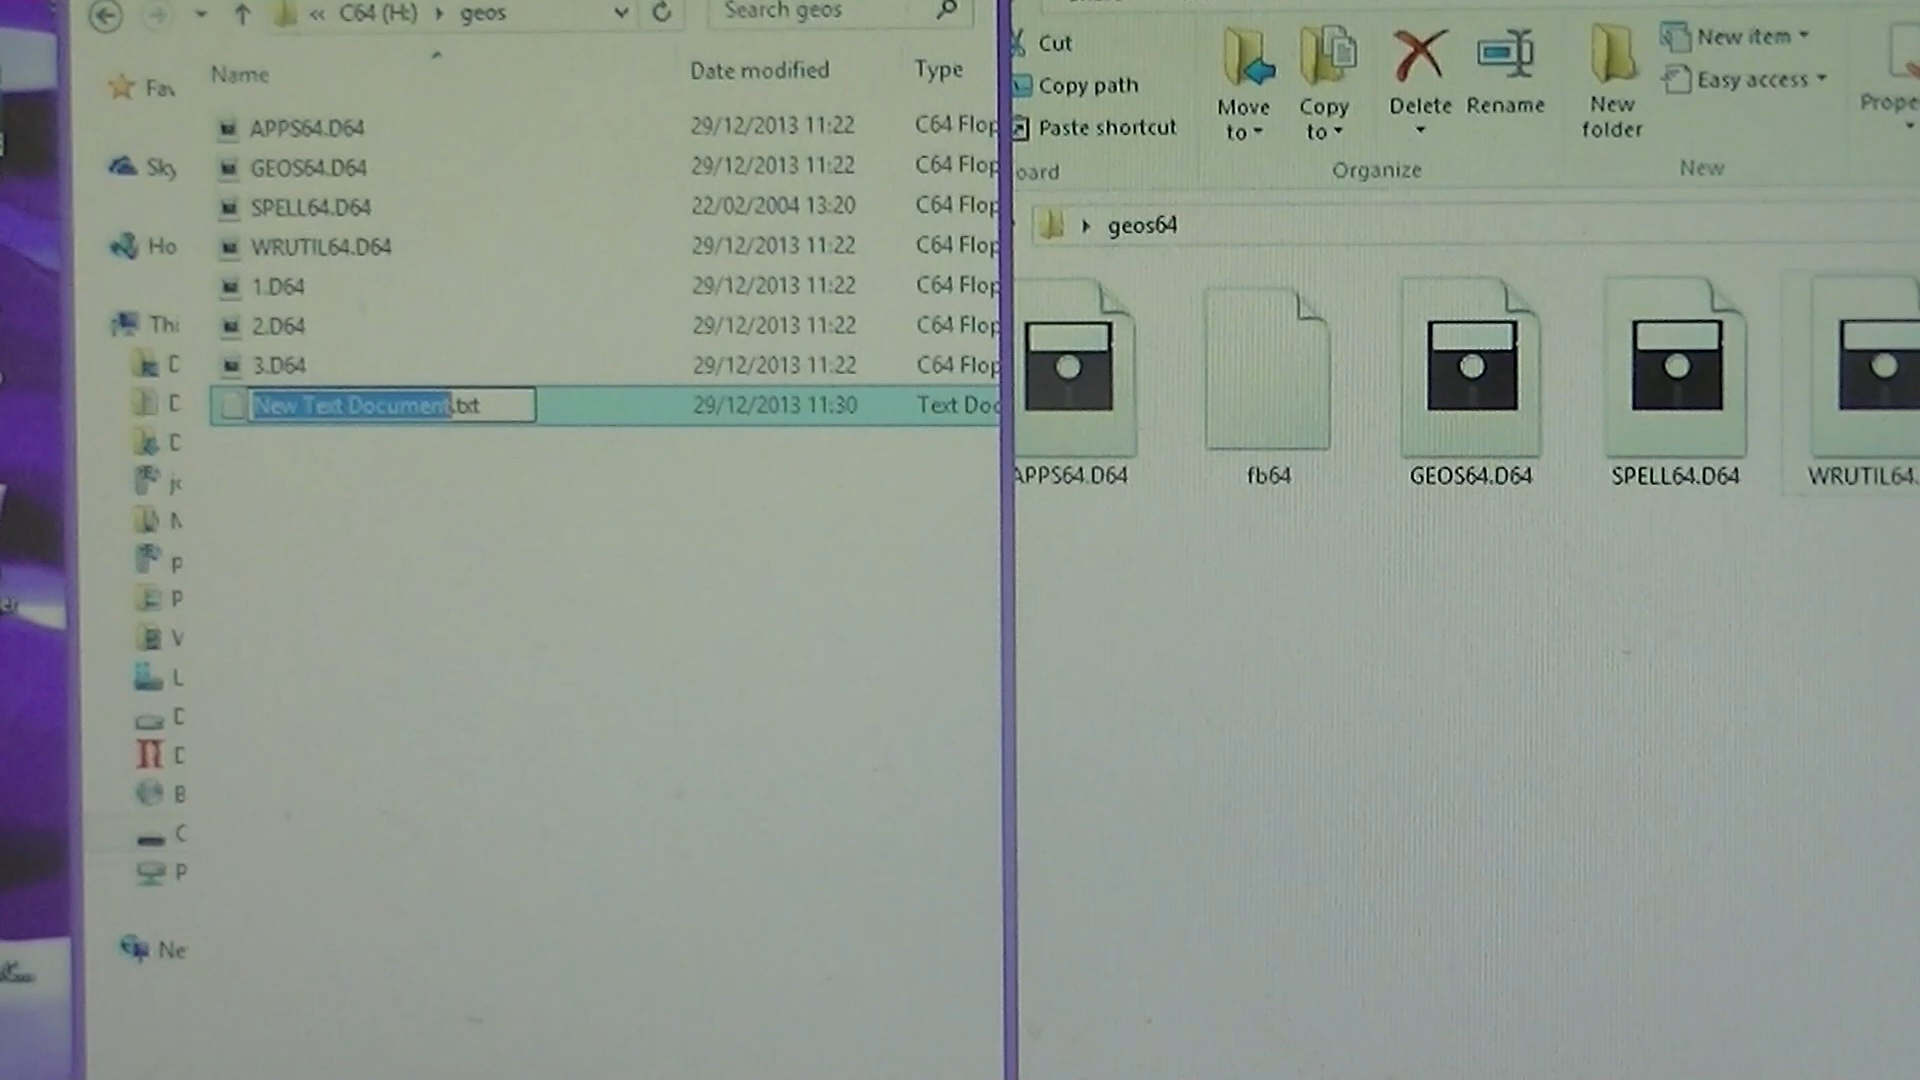 « C64 (H:) geos
Search geos
Name
Date modified
Type
APPS64.D64 29/12/2013 11:22 C64 Flop
GEOS64.D64 29/12/2013 11:22 C64 Flop
SPELL64.D64 22/02/2004 13:20 C64 Flop
WRUTIL64.D64 29/12/2013 11:22 C64 Flop
1.D64 29/12/2013 11:22 C64 Flop
2.D64 29/12/2013 11:22 C64 Flop
3.D64 29/12/2013 11:22 C64 Flop
New Text Document.txt 29/12/2013 11:30 Text Doc
Fav
Sky
Ho
Thi
D
D
D
N
P
P
V
L
D
D
B
C
P
Ne
Cut
Copy path
Paste shortcut
oard
Move
to
Copy
to
Delete
Rename
Organize
New
folder
New item
Easy access
New
Prope
geos64
APPS64.D64
fb64
GEOS64.D64
SPELL64.D64
WRUTIL64.